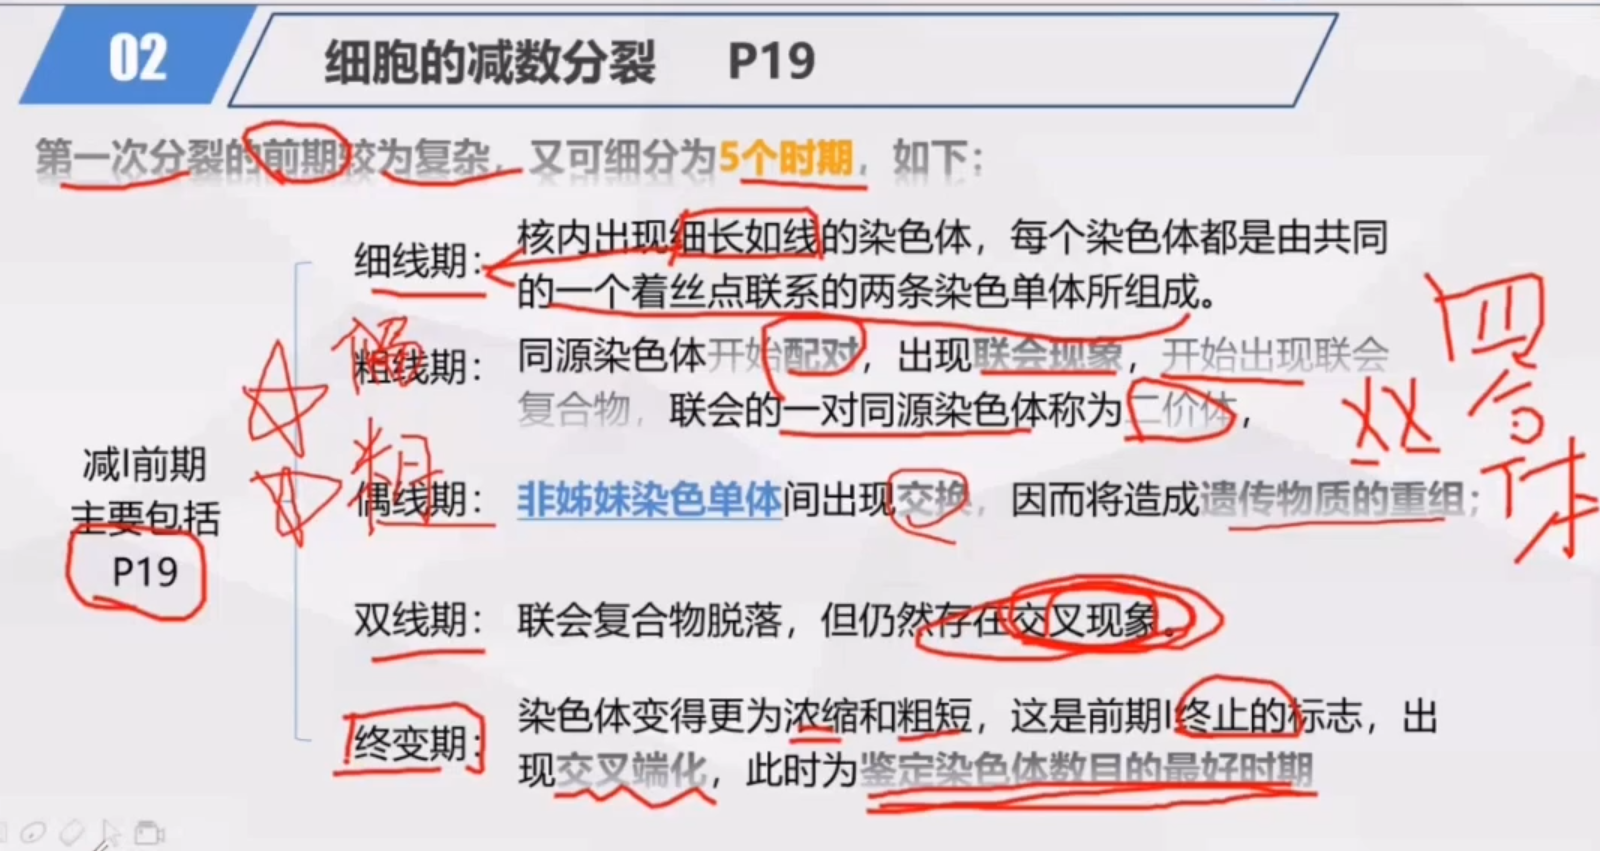 02 细胞的减数分裂 P19
第一次分裂的前期较为复杂，又可细分为5个时期，如下：
细线期：核内出现细长如线的染色体，每个染色体都是由共同
的一个着丝点联系的两条染色单体所组成。
偶
粗线期：同源染色体开始配对，出现联会现象，开始出现联会
复合物，联会的一对同源染色体称为二价体，
四合体
粗
减I前期
主要包括
P19
偶线期：非姊妹染色单体间出现交换，因而将造成遗传物质的重组；
双线期：联会复合物脱落，但仍然存在交叉现象。
终变期：染色体变得更为浓缩和粗短，这是前期I终止的标志，出
现交叉端化，此时为鉴定染色体数目的最好时期